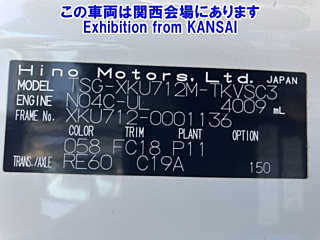 この車両は関西会場にあります
Exhibition from KANSAI
Hino Motors, Ltd. JAPAN
MODEL TSG-XKU712M-TKVSC3
ENGINE N04C-UL 4009 mL
FRAME NO. XKU712-0001136
COLOR TRIM PLANT
058 FC18 P11
TRANS./AXLE RE60 C19A 150